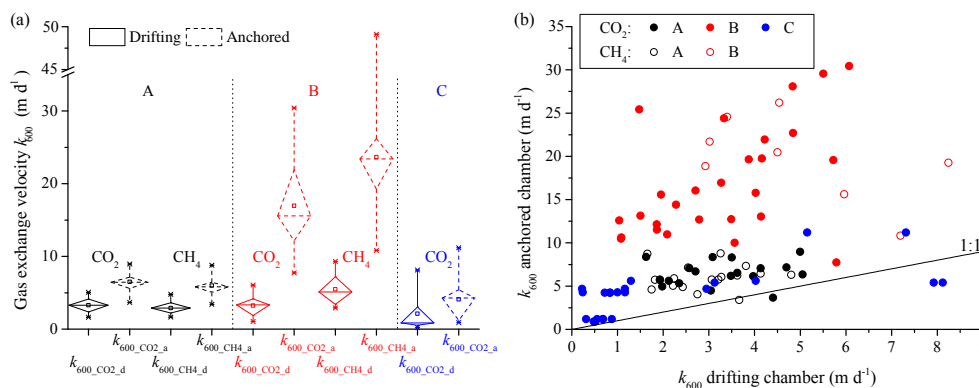 (a)
Gas exchange velocity k600 (m d-1)
50
45
30
20
10
0
Drifting Anchored
A B C
CO2 CH4 CO2 CH4 CO2
k600_CO2_a k600_CH4_a k600_CO2_a k600_CH4_a k600_CO2_a
k600_CO2_d k600_CH4_d k600_CO2_d k600_CH4_d k600_CO2_d
(b)
CO2: A B C
CH4: A B
k600 anchored chamber (m d-1)
35
30
25
20
15
10
5
0
1:1
0 1 2 3 4 5 6 7 8
k600 drifting chamber (m d-1)